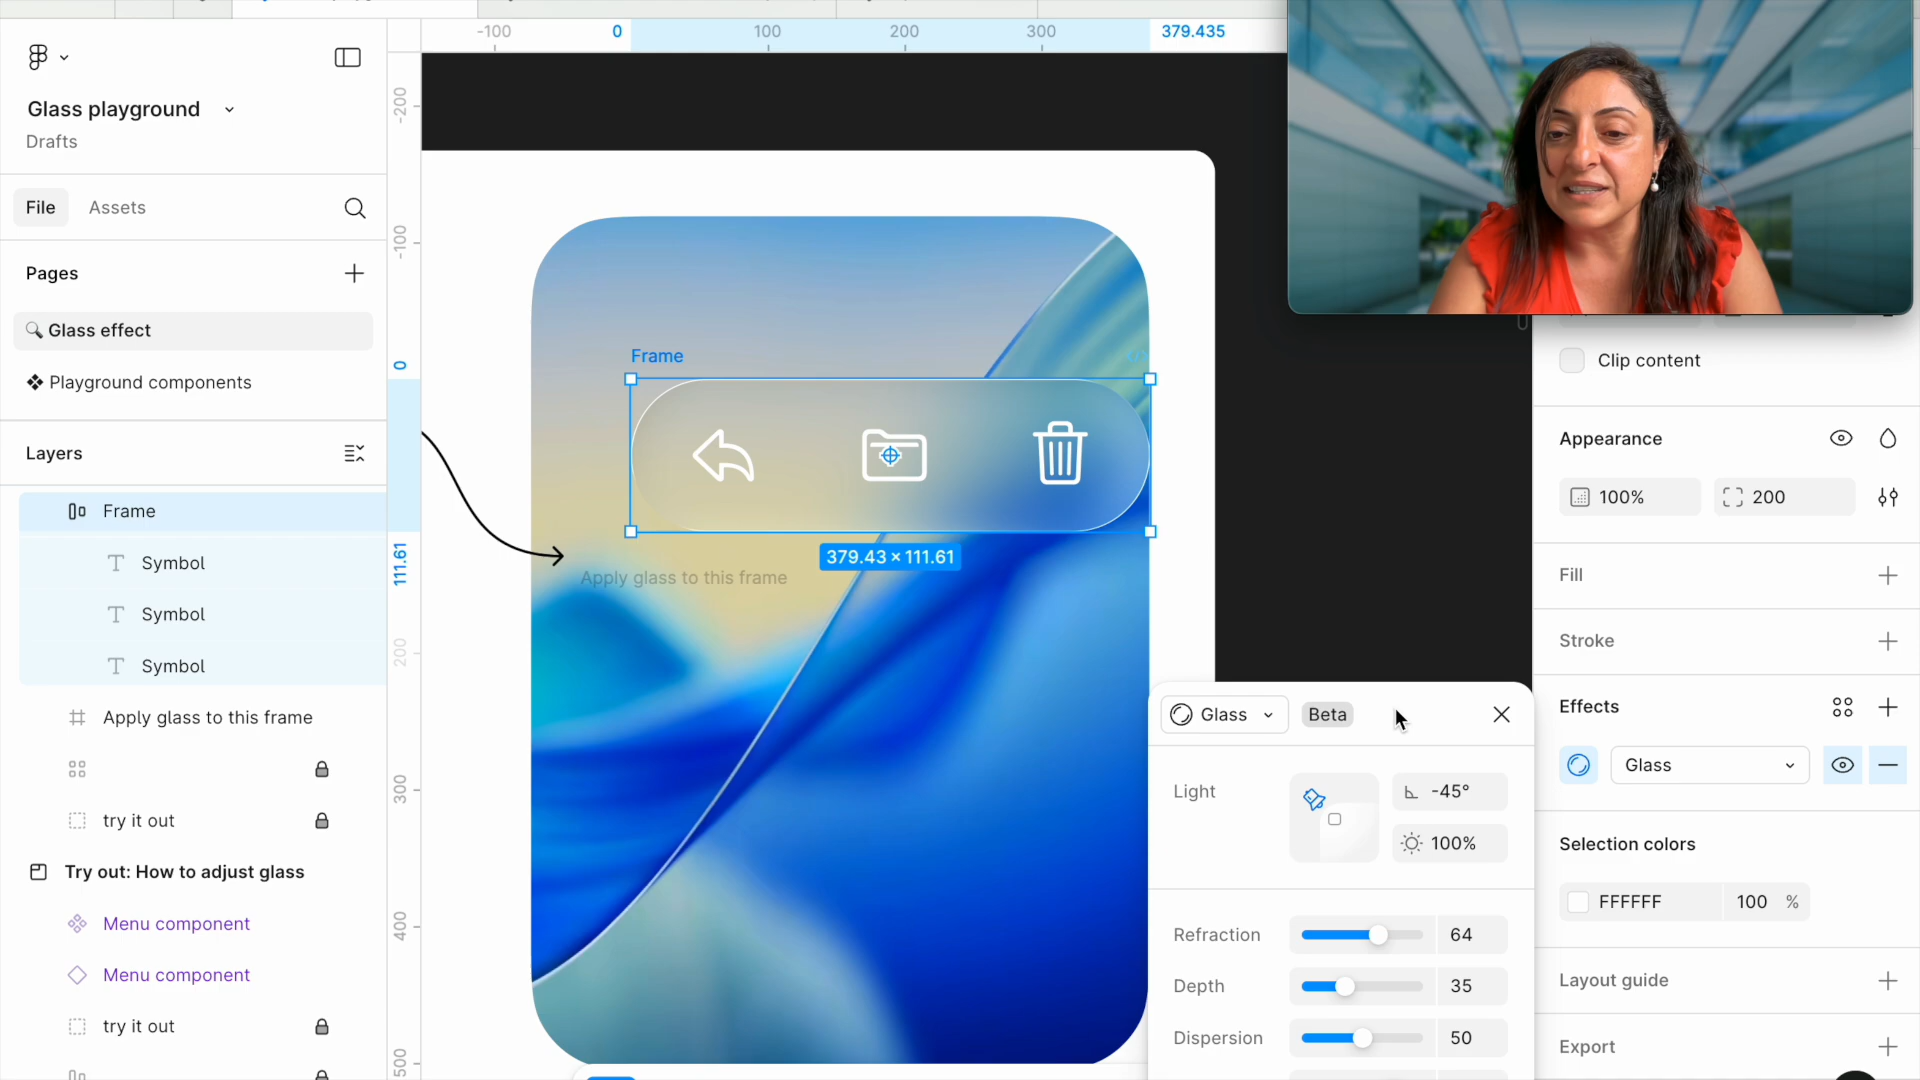 Glass playground
Drafts
File
Assets
Pages
Glass effect
Playground components
Layers
Frame
Symbol
Symbol
Symbol
Apply glass to this frame
try it out
Try out: How to adjust glass
Menu component
Menu component
try it out
-100
0
100
200
300
379.435
-200
-100
0
111.61
200
300
400
500
Frame
379.43 × 111.61
Apply glass to this frame
Glass
Beta
Light
-45°
100%
Refraction
64
Depth
35
Dispersion
50
Clip content
Appearance
100%
200
Fill
Stroke
Effects
Glass
Selection colors
FFFFFF
100
%
Layout guide
Export